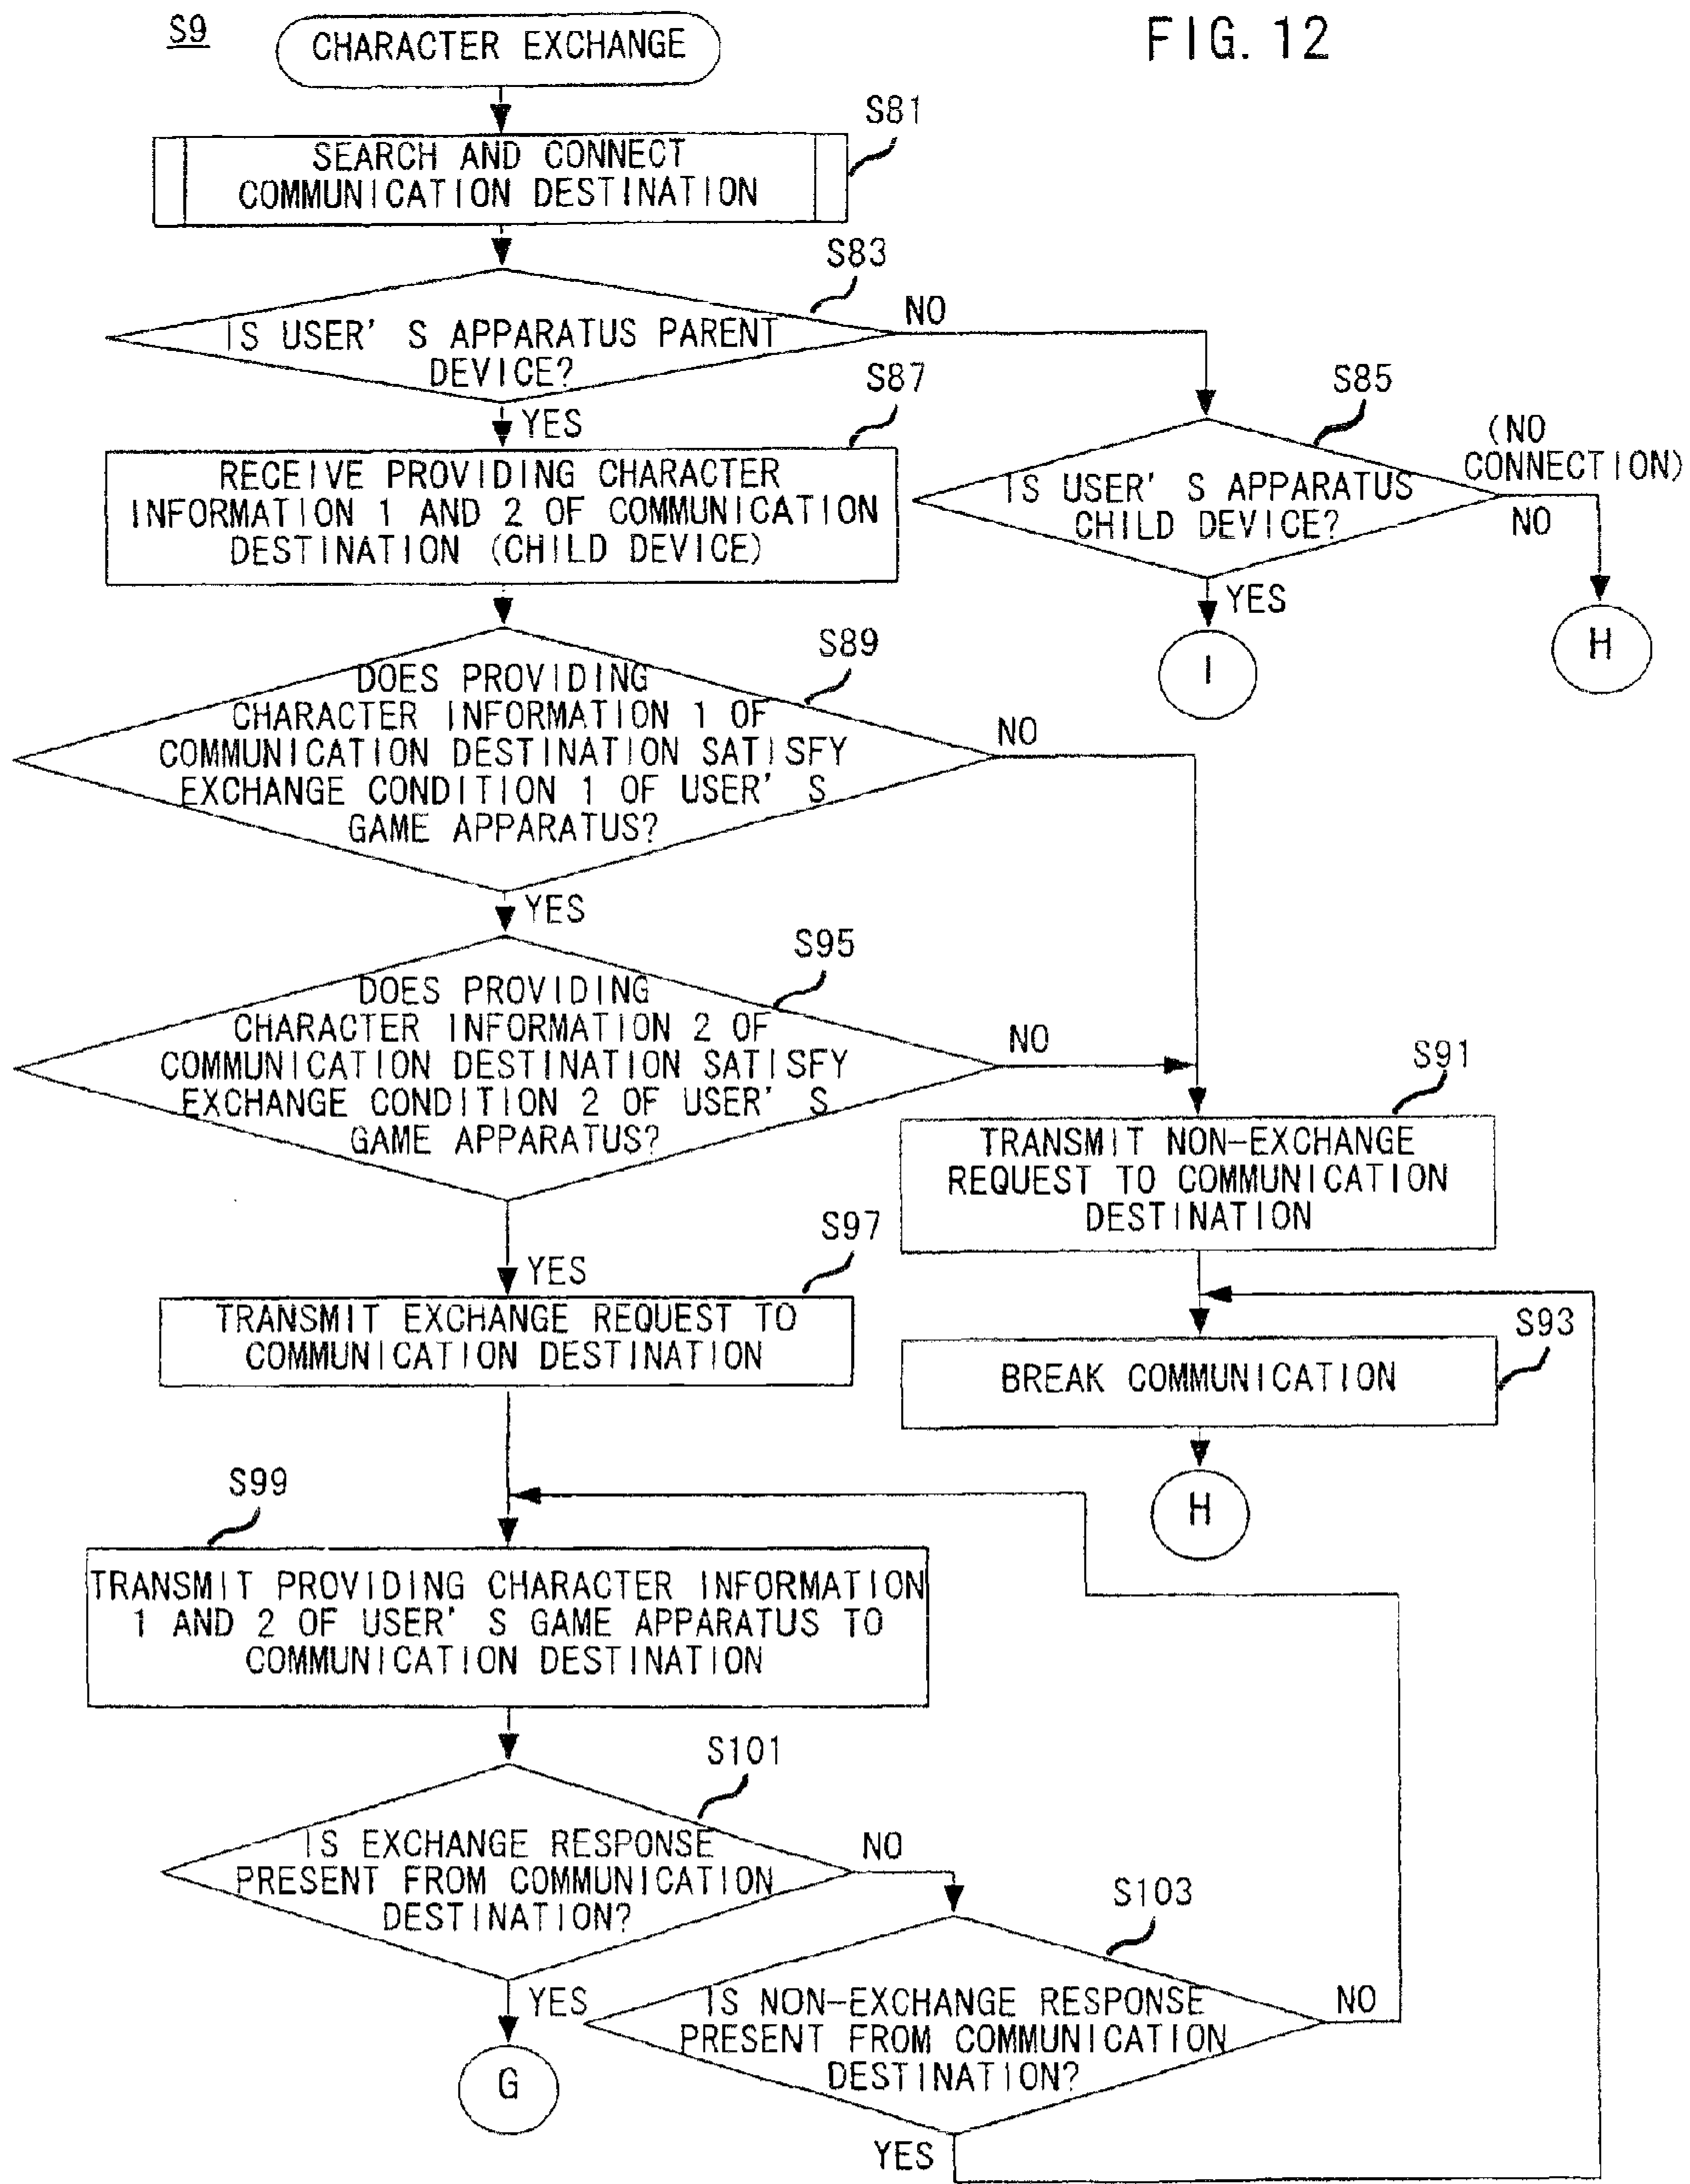 S9
CHARACTER EXCHANGE
FIG. 12
S81
SEARCH AND CONNECT
COMMUNICATION DESTINATION
S83
IS USER' S APPARATUS PARENT
DEVICE?
NO
YES
S85
IS USER' S APPARATUS
CHILD DEVICE?
(NO
CONNECTION)
NO
YES
I
H
S87
RECEIVE PROVIDING CHARACTER
INFORMATION 1 AND 2 OF COMMUNICATION
DESTINATION (CHILD DEVICE)
S89
DOES PROVIDING
CHARACTER INFORMATION 1 OF
COMMUNICATION DESTINATION SATISFY
EXCHANGE CONDITION 1 OF USER' S
GAME APPARATUS?
NO
YES
S95
DOES PROVIDING
CHARACTER INFORMATION 2 OF
COMMUNICATION DESTINATION SATISFY
EXCHANGE CONDITION 2 OF USER' S
GAME APPARATUS?
NO
YES
S91
TRANSMIT NON-EXCHANGE
REQUEST TO COMMUNICATION
DESTINATION
S97
TRANSMIT EXCHANGE REQUEST TO
COMMUNICATION DESTINATION
S93
BREAK COMMUNICATION
H
S99
TRANSMIT PROVIDING CHARACTER INFORMATION
1 AND 2 OF USER' S GAME APPARATUS TO
COMMUNICATION DESTINATION
S101
IS EXCHANGE RESPONSE
PRESENT FROM COMMUNICATION
DESTINATION?
NO
YES
G
S103
IS NON-EXCHANGE RESPONSE
PRESENT FROM COMMUNICATION
DESTINATION?
NO
YES